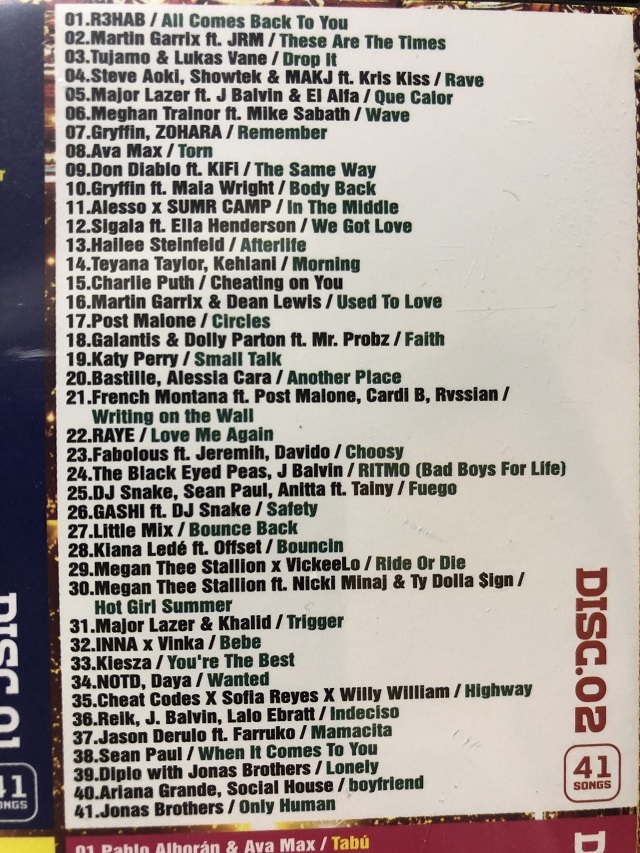 01.R3HAB / All Comes Back To You
02.Martin Garrix ft. JRM / These Are The Times
03.Tujamo & Lukas Vane / Drop It
04.Steve Aoki, Showtek & MAKJ ft. Kris Kiss / Rave
05.Major Lazer ft. J Balvin & El Alfa / Que Calor
06.Meghan Trainor ft. Mike Sabath / Wave
07.Gryffin, ZOHARA / Remember
08.Ava Max / Torn
09.Don Diablo ft. KiFi / The Same Way
10.Gryffin ft. Maia Wright / Body Back
11.Alesso x SUMR CAMP / In The Middle
12.Sigala ft. Ella Henderson / We Got Love
13.Hailee Steinfeld / Afterlife
14.Teyana Taylor, Kehlani / Morning
15.Charlie Puth / Cheating on You
16.Martin Garrix & Dean Lewis / Used To Love
17.Post Malone / Circles
18.Galantis & Dolly Parton ft. Mr. Probz / Faith
19.Katy Perry / Small Talk
20.Bastille, Alessia Cara / Another Place
21.French Montana ft. Post Malone, Cardi B, Rvssian /
Writing on the Wall
22.RAYE / Love Me Again
23.Fabolous ft. Jeremih, Davido / Choosy
24.The Black Eyed Peas, J Balvin / RITMO (Bad Boys For Life)
25.DJ Snake, Sean Paul, Anitta ft. Tainy / Fuego
26.GASHI ft. DJ Snake / Safety
27.Little Mix / Bounce Back
28.Kiana Ledé ft. Offset / Bouncin
29.Megan Thee Stallion x VickeeLo / Ride Or Die
30.Megan Thee Stallion ft. Nicki Minaj & Ty Dolla $ign /
Hot Girl Summer
31.Major Lazer & Khalid / Trigger
32.INNA x Vinka / Bebe
33.Kiesza / You're The Best
34.NOTD, Daya / Wanted
35.Cheat Codes X Sofia Reyes X Willy William / Highway
36.Reik, J. Balvin, Lalo Ebratt / Indeciso
37.Jason Derulo ft. Farruko / Mamacita
38.Sean Paul / When It Comes To You
39.Diplo with Jonas Brothers / Lonely
40.Ariana Grande, Social House / boyfriend
41.Jonas Brothers / Only Human
DISC.02
41
SONGS
DISC.01
41
SONGS
01.Pablo Alborán & Ava Max / Tabú